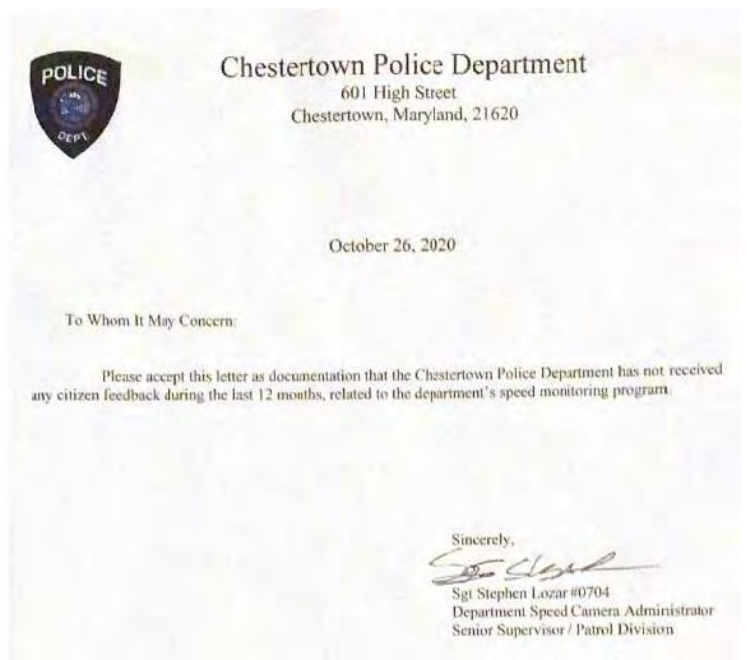 POLICE
DEPT.
Chestertown Police Department
601 High Street
Chestertown, Maryland, 21620
October 26, 2020
To Whom It May Concern:
Please accept this letter as documentation that the Chestertown Police Department has not received
any citizen feedback during the last 12 months, related to the department's speed monitoring program.
Sincerely,
Sgt Stephen Lozar #0704
Department Speed Camera Administrator
Senior Supervisor / Patrol Division